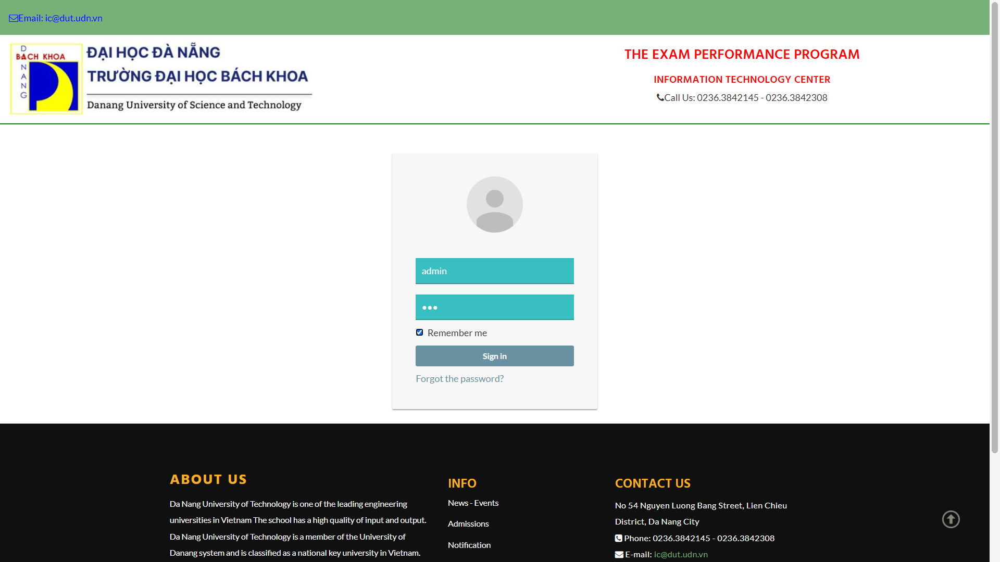 Email: ic@dut.udn.vn
DANANG
BÁCH KHOA
ĐẠI HỌC ĐÀ NẴNG
TRƯỜNG ĐẠI HỌC BÁCH KHOA
Danang University of Science and Technology
THE EXAM PERFORMANCE PROGRAM
INFORMATION TECHNOLOGY CENTER
Call Us: 0236.3842145 - 0236.3842308
admin
•••
Remember me
Sign in
Forgot the password?
ABOUT US
Da Nang University of Technology is one of the leading engineering
universities in Vietnam The school has a high quality of input and output.
Da Nang University of Technology is a member of the University of
Danang system and is classified as a national key university in Vietnam.
INFO
News - Events
Admissions
Notification
CONTACT US
No 54 Nguyen Luong Bang Street, Lien Chieu
District, Da Nang City
Phone: 0236.3842145 - 0236.3842308
E-mail: ic@dut.udn.vn